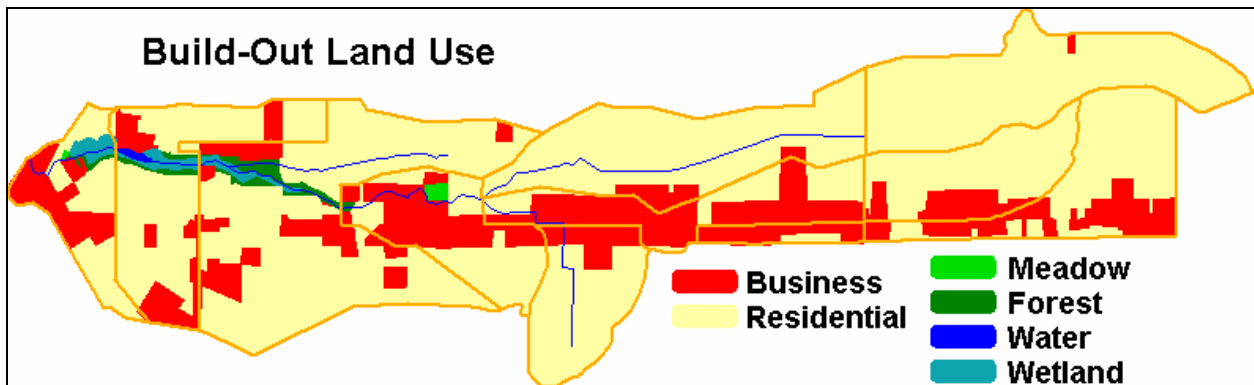 Build-Out Land Use
Business
Residential
Meadow
Forest
Water
Wetland